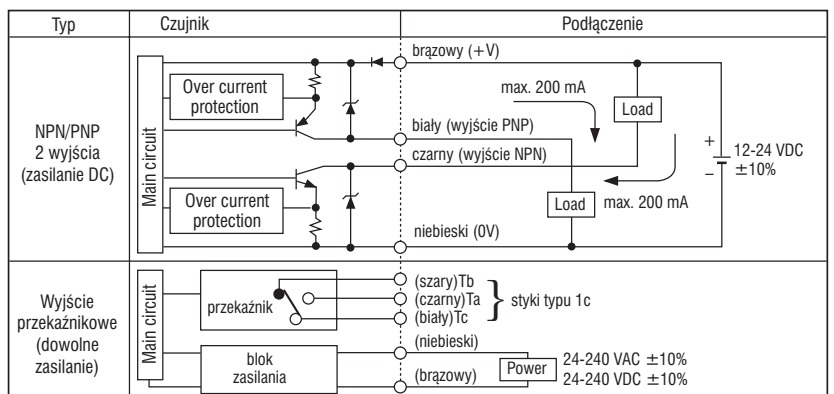 Typ
Czujnik
Podłączenie
NPN/PNP
2 wyjścia
(zasilanie DC)
Main circuit
Over current
protection
Over current
protection
brązowy (+V)
max. 200 mA
Load
biały (wyjście PNP)
czarny (wyjście NPN)
Load
max. 200 mA
niebieski (0V)
+
−
12-24 VDC
±10%
Wyjście
przekaźnikowe
(dowolne
zasilanie)
Main circuit
przekaźnik
blok
zasilania
(szary)Tb
(czarny)Ta
(biały)Tc
} styki typu 1c
(niebieski)
(brązowy)
Power
24-240 VAC ±10%
24-240 VDC ±10%